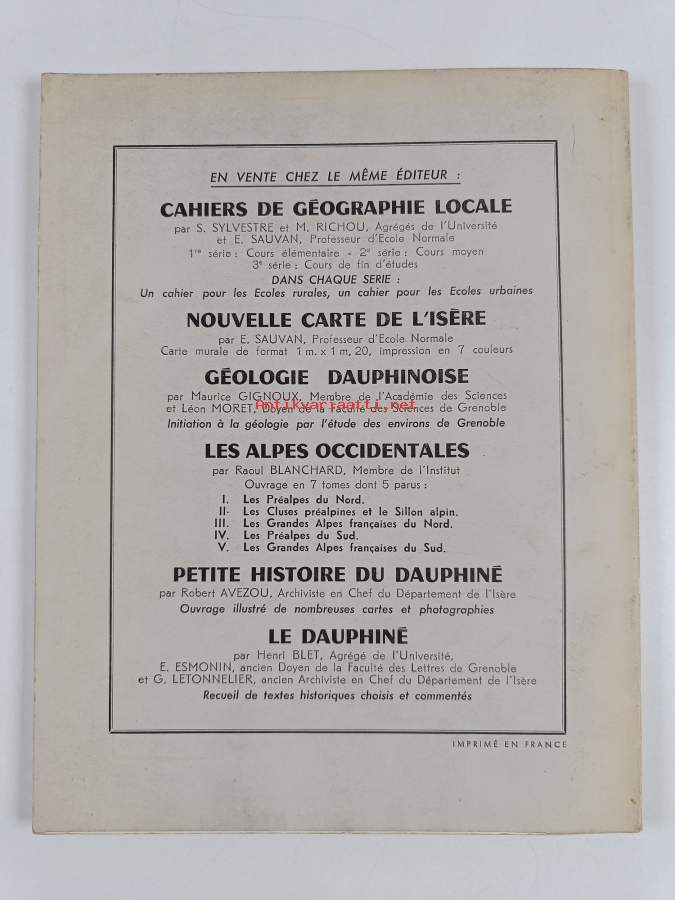 EN VENTE CHEZ LE MÊME ÉDITEUR :
CAHIERS DE GÉOGRAPHIE LOCALE
par S. SYLVESTRE et M. RICHOU, Agrégés de l'Université
et E. SAUVAN, Professeur d'Ecole Normale
1re série : Cours élémentaire - 2e série : Cours moyen
3e série : Cours de fin d'études
DANS CHAQUE SERIE :
Un cahier pour les Ecoles rurales, un cahier pour les Ecoles urbaines
NOUVELLE CARTE DE L'ISÈRE
par E. SAUVAN, Professeur d'Ecole Normale
Carte murale de format 1 m. x 1 m, 20, impression en 7 couleurs
GÉOLOGIE DAUPHINOISE
par Maurice GIGNOUX, Membre de l'Académie des Sciences
et Léon MORET, Doyen de la Faculté des Sciences de Grenoble
Antikvariaatti.net
Initiation à la géologie par l'étude des environs de Grenoble
LES ALPES OCCIDENTALES
par Raoul BLANCHARD, Membre de l'Institut
Ouvrage en 7 tomes dont 5 parus :
I. Les Préalpes du Nord.
II. Les Cluses préalpines et le Sillon alpin.
III. Les Grandes Alpes françaises du Nord.
IV. Les Préalpes du Sud.
V. Les Grandes Alpes françaises du Sud.
PETITE HISTOIRE DU DAUPHINÉ
par Robert AVEZOU, Archiviste en Chef du Département de l'Isère
Ouvrage illustré de nombreuses cartes et photographies
LE DAUPHINÉ
par Henri BLET, Agrégé de l'Université,
E. ESMONIN, ancien Doyen de la Faculté des Lettres de Grenoble
et G. LETONNELIER, ancien Archiviste en Chef du Département de l'Isère
Recueil de textes historiques choisis et commentés
IMPRIMÉ EN FRANCE